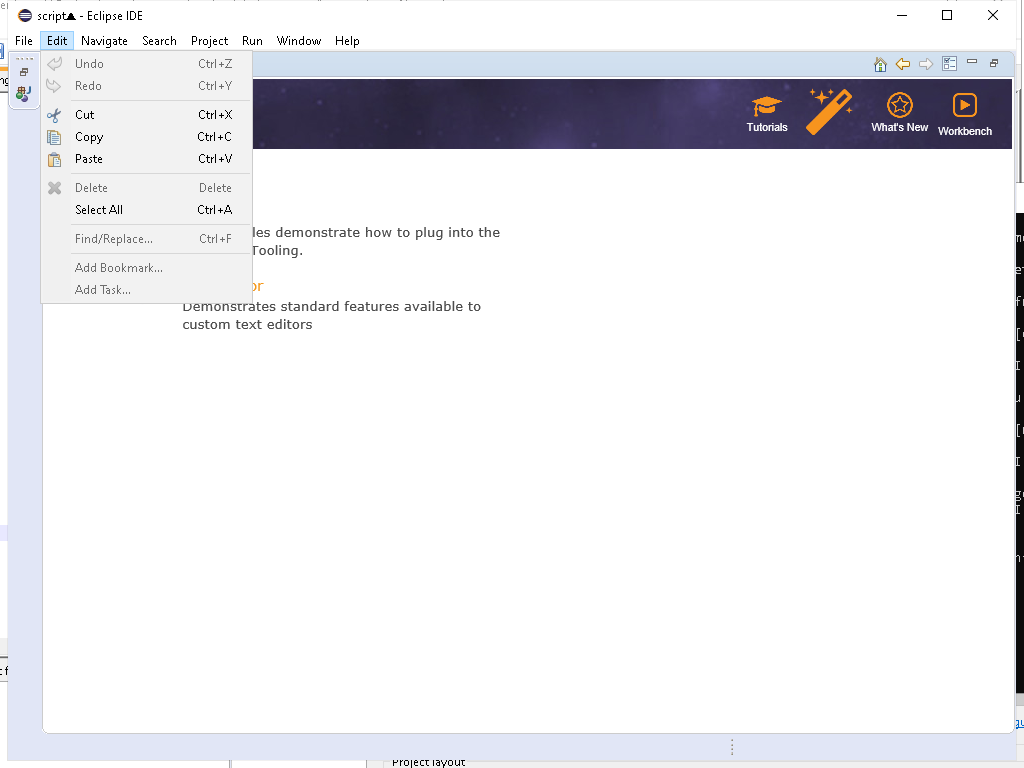 script▲ - Eclipse IDE
File Edit Navigate Search Project Run Window Help
Undo Ctrl+Z
Redo Ctrl+Y
Cut Ctrl+X
Copy Ctrl+C
Paste Ctrl+V
Delete Delete
Select All Ctrl+A
Find/Replace... Ctrl+F
Add Bookmark...
Add Task...
Tutorials
What's New
Workbench
les demonstrate how to plug into the
Tooling.
or
Demonstrates standard features available to
custom text editors
Project layout